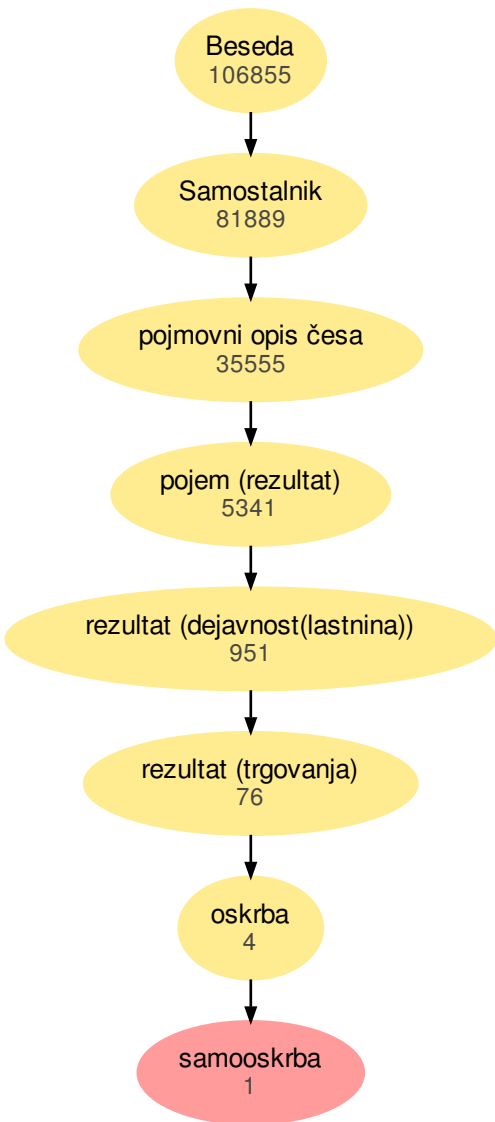 Beseda
106855
Samostalnik
81889
pojmovni opis česa
35555
pojem (rezultat)
5341
rezultat (dejavnost(lastnina))
951
rezultat (trgovanja)
76
oskrba
4
samooskrba
1